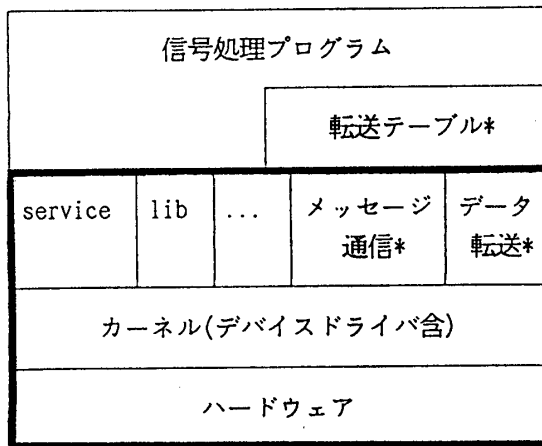 信号処理プログラム
転送テーブル*
service lib ... メッセージ データ
通信* 転送*
カーネル(デバイスドライバ含)
ハードウェア